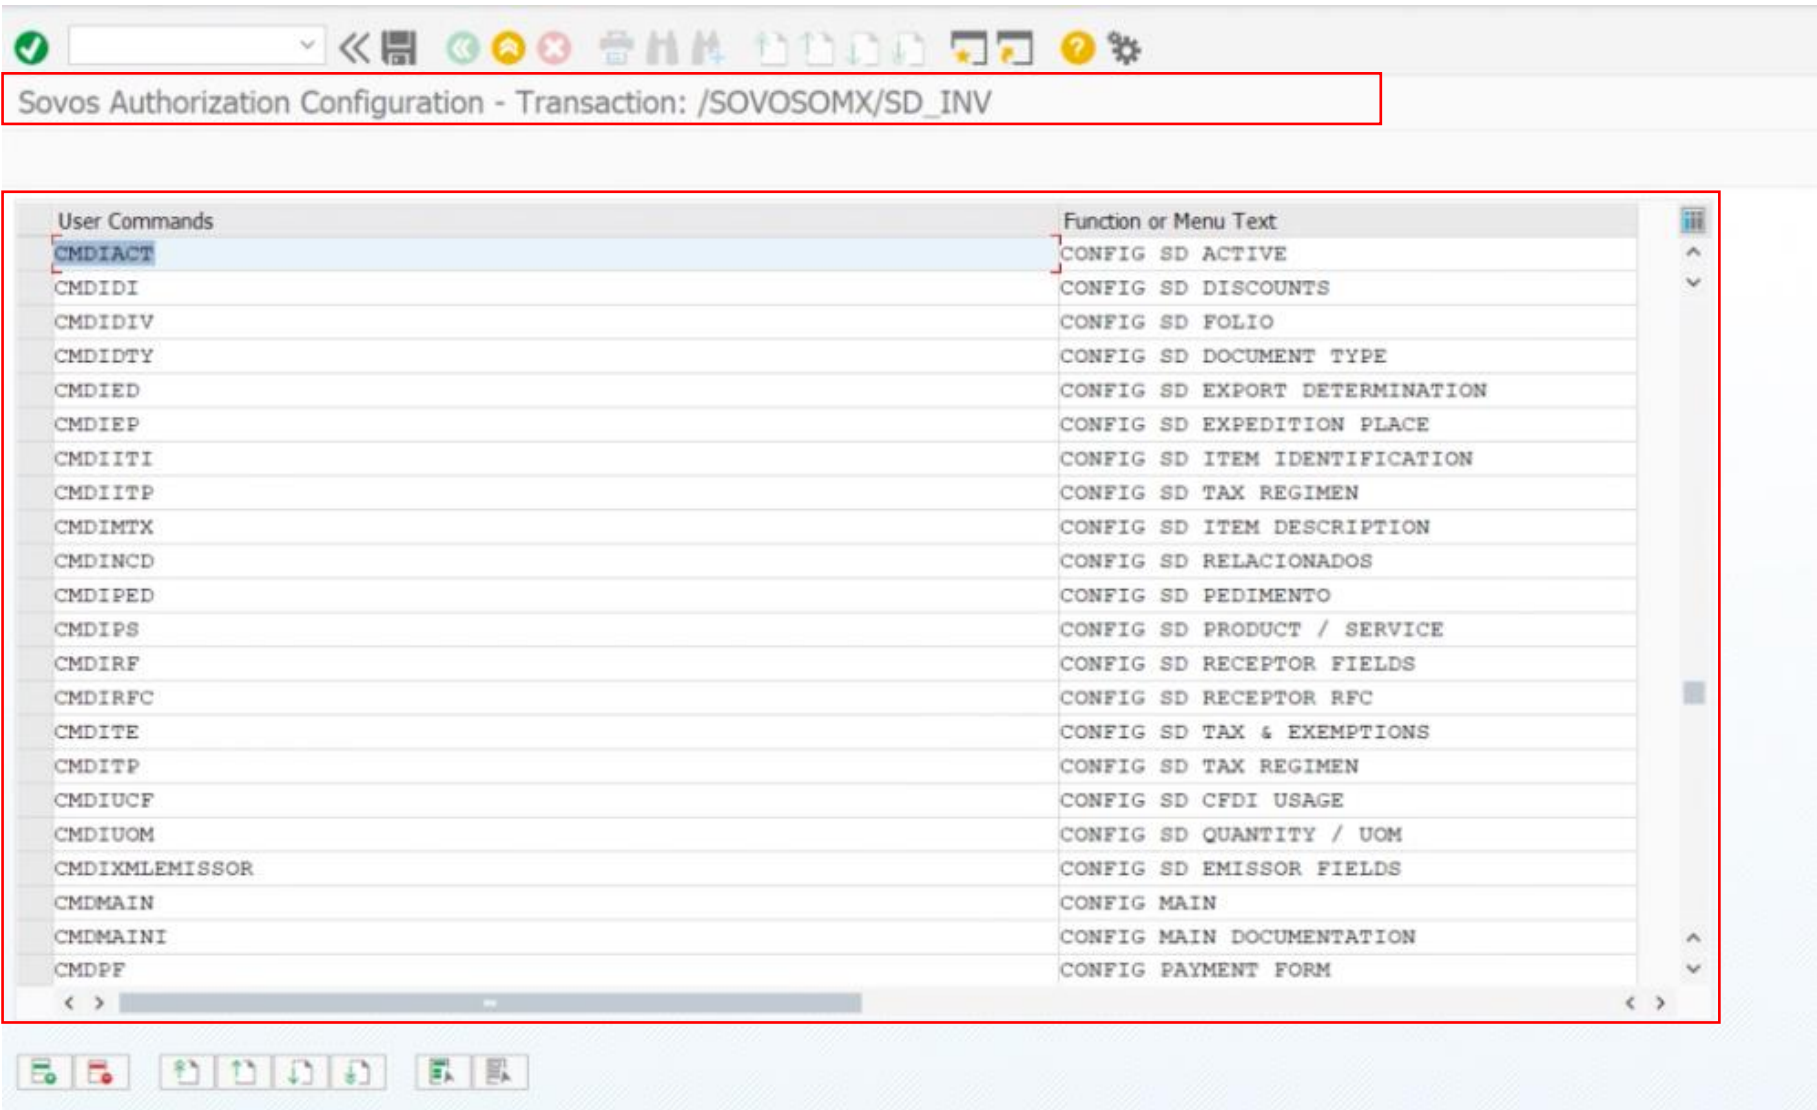 Sovos Authorization Configuration - Transaction: /SOVOSOMX/SD_INV
User Commands Function or Menu Text
CMDIACT CONFIG SD ACTIVE
CMDIDI CONFIG SD DISCOUNTS
CMDIDIV CONFIG SD FOLIO
CMDIDTY CONFIG SD DOCUMENT TYPE
CMDIED CONFIG SD EXPORT DETERMINATION
CMDIEP CONFIG SD EXPEDITION PLACE
CMDIITI CONFIG SD ITEM IDENTIFICATION
CMDIITP CONFIG SD TAX REGIMEN
CMDIMTX CONFIG SD ITEM DESCRIPTION
CMDINCD CONFIG SD RELACIONADOS
CMDIPED CONFIG SD PEDIMENTO
CMDIPS CONFIG SD PRODUCT / SERVICE
CMDIRF CONFIG SD RECEPTOR FIELDS
CMDIRFC CONFIG SD RECEPTOR RFC
CMDITE CONFIG SD TAX & EXEMPTIONS
CMDITP CONFIG SD TAX REGIMEN
CMDIUCF CONFIG SD CFDI USAGE
CMDIUOM CONFIG SD QUANTITY / UOM
CMDIXMLEMISSOR CONFIG SD EMISSOR FIELDS
CMDMAIN CONFIG MAIN
CMDMAINI CONFIG MAIN DOCUMENTATION
CMDPF CONFIG PAYMENT FORM